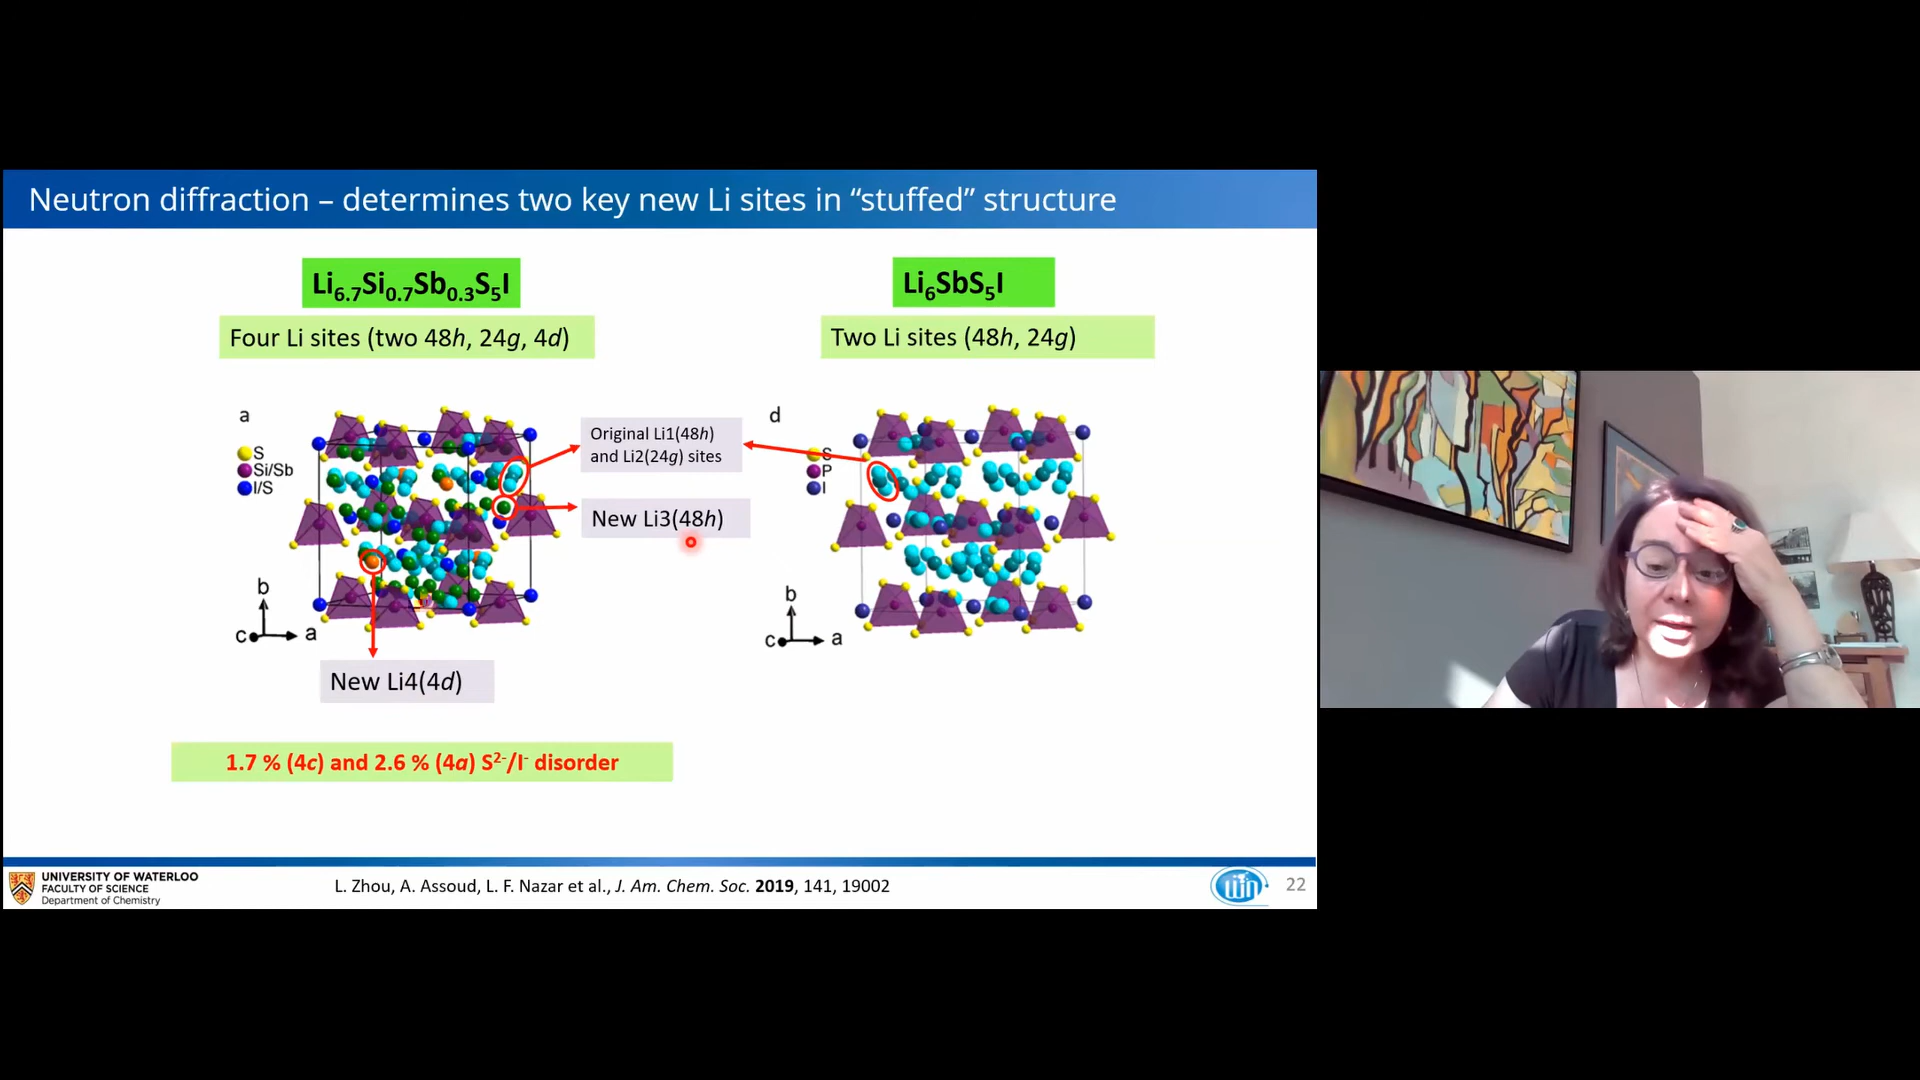 Neutron diffraction – determines two key new Li sites in “stuffed” structure
Li6.7Si0.7Sb0.3S5I
Li6SbS5I
Four Li sites (two 48h, 24g, 4d)
Two Li sites (48h, 24g)
a
S
Si/Sb
I/S
Original Li1(48h)
and Li2(24g) sites
New Li3(48h)
d
S
P
I
b
c
a
b
c
a
New Li4(4d)
1.7 % (4c) and 2.6 % (4a) S2-/I- disorder
UNIVERSITY OF WATERLOO
FACULTY OF SCIENCE
Department of Chemistry
L. Zhou, A. Assoud, L. F. Nazar et al., J. Am. Chem. Soc. 2019, 141, 19002
22